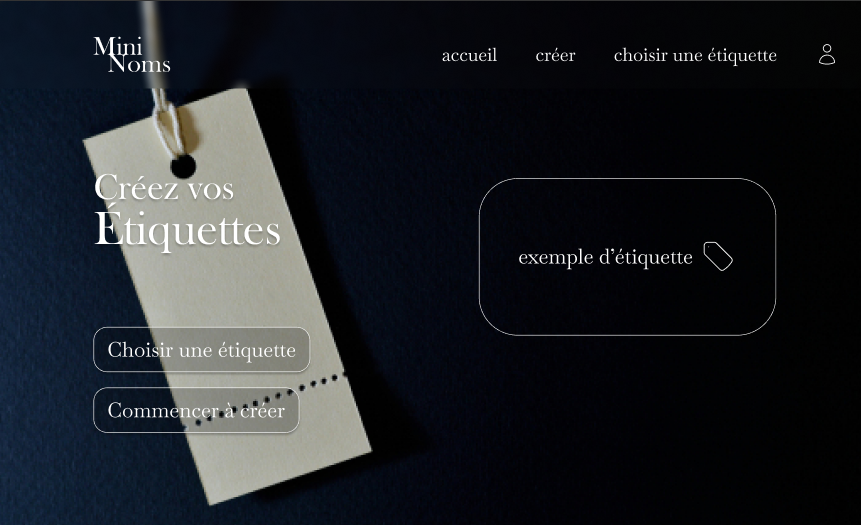 Mini
Noms
accueil
créer
choisir une étiquette
Créez vos
Étiquettes
exemple d’étiquette
Choisir une étiquette
Commencer à créer